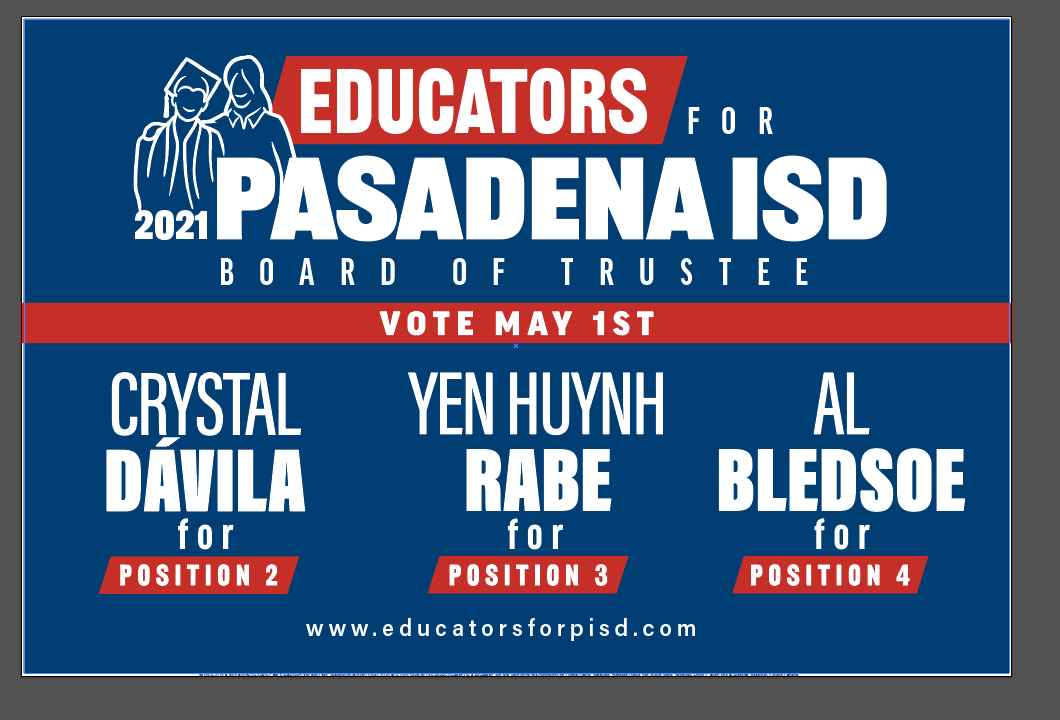 EDUCATORS FOR
2021 PASADENA ISD
BOARD OF TRUSTEE
VOTE MAY 1ST
CRYSTAL
DÁVILA
for
POSITION 2
YEN HUYNH
RABE
for
POSITION 3
AL
BLEDSOE
for
POSITION 4
www.educatorsforpisd.com